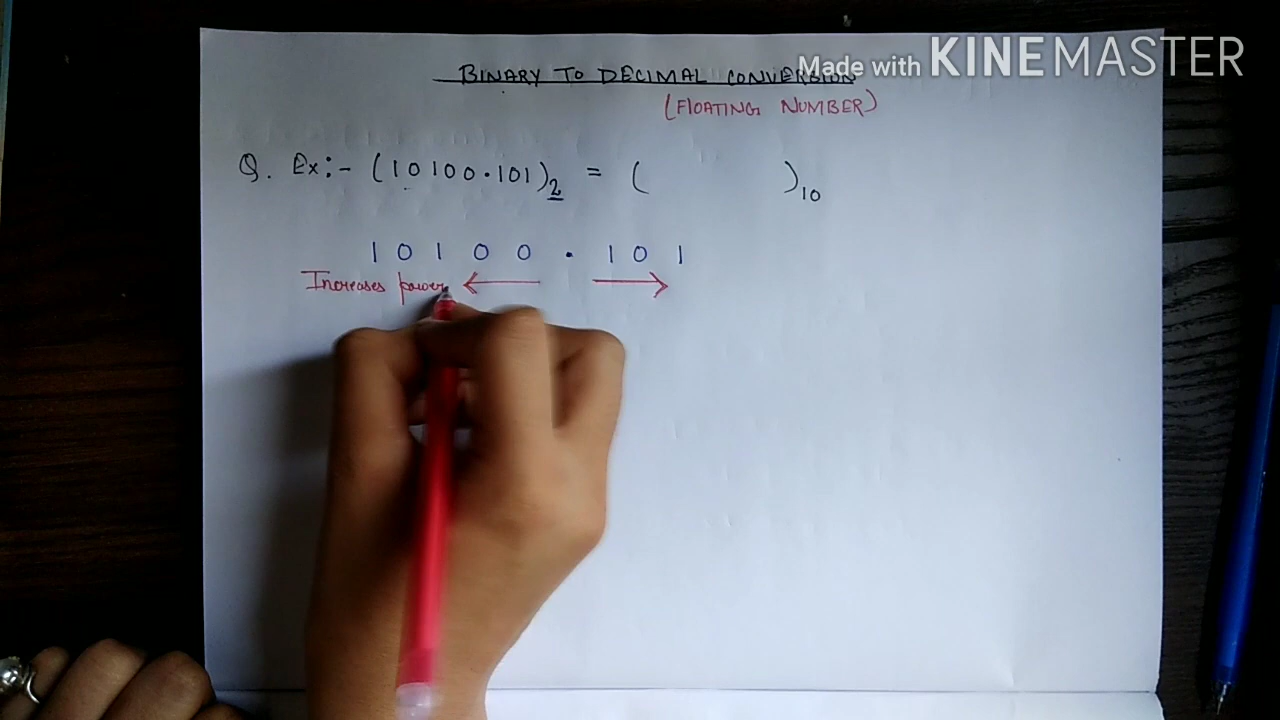 Made with KINEMASTER
BINARY TO DECIMAL CONVERSION
(FLOATING NUMBER)
Q. Ex:- (10100.101)2 = ( )10
1 0 1 0 0 . 1 0 1
Increases power ← →